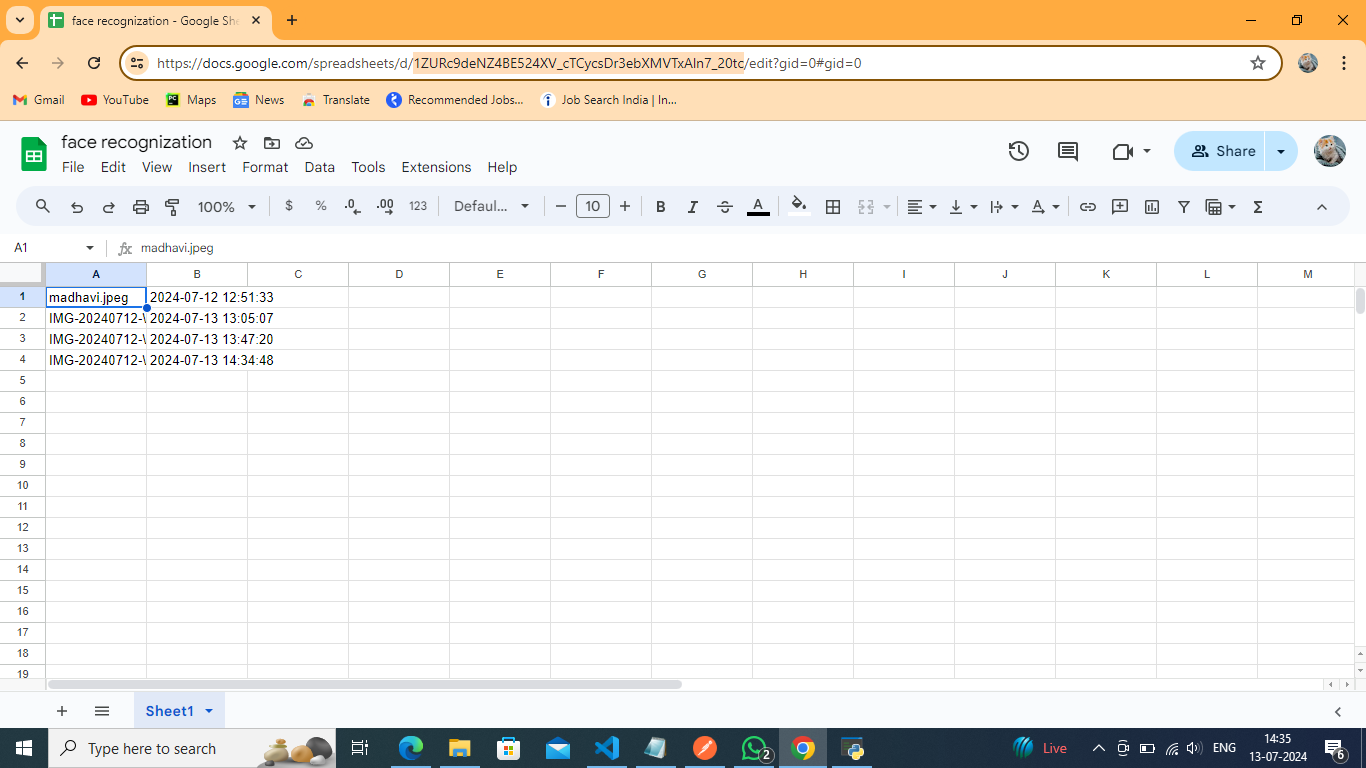 face recognization - Google She
https://docs.google.com/spreadsheets/d/1ZURc9deNZ4BE524XV_cTCycsDr3ebXMVTxAIn7_20tc/edit?gid=0#gid=0
Gmail YouTube Maps News Translate Recommended Jobs... Job Search India | In...
face recognization
File Edit View Insert Format Data Tools Extensions Help
Share
100% $ % .0 .00 123 Defaul... 10 B I S A
A1 fx madhavi.jpeg
A B C D E F G H I J K L M
1 madhavi.jpeg 2024-07-12 12:51:33
2 IMG-20240712-W 2024-07-13 13:05:07
3 IMG-20240712-W 2024-07-13 13:47:20
4 IMG-20240712-W 2024-07-13 14:34:48
5
6
7
8
9
10
11
12
13
14
15
16
17
18
19
Sheet1
Type here to search 2 Live ENG 14:35
13-07-2024 6